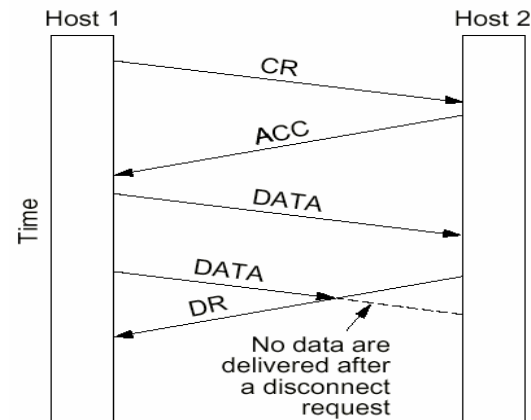 Host 1
Host 2
CR
ACC
DATA
Time
DATA
DR
No data are
delivered after
a disconnect
request